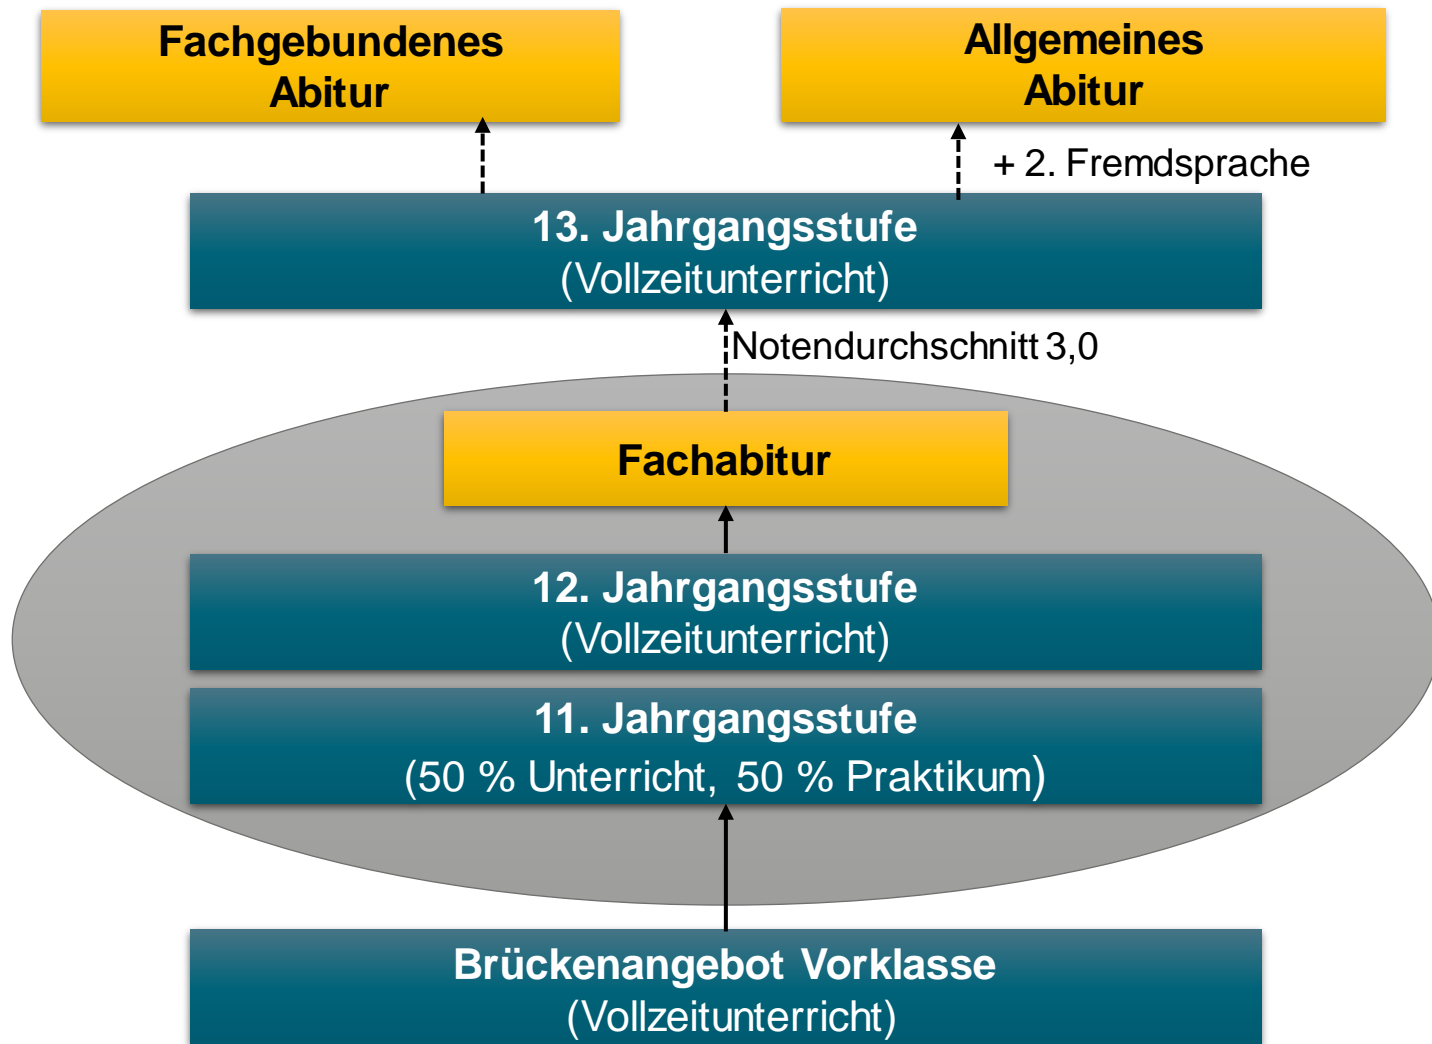 Fachgebundenes
Abitur
Allgemeines
Abitur
+ 2. Fremdsprache
13. Jahrgangsstufe
(Vollzeitunterricht)
Notendurchschnitt 3,0
Fachabitur
12. Jahrgangsstufe
(Vollzeitunterricht)
11. Jahrgangsstufe
(50 % Unterricht, 50 % Praktikum)
Brückenangebot Vorklasse
(Vollzeitunterricht)